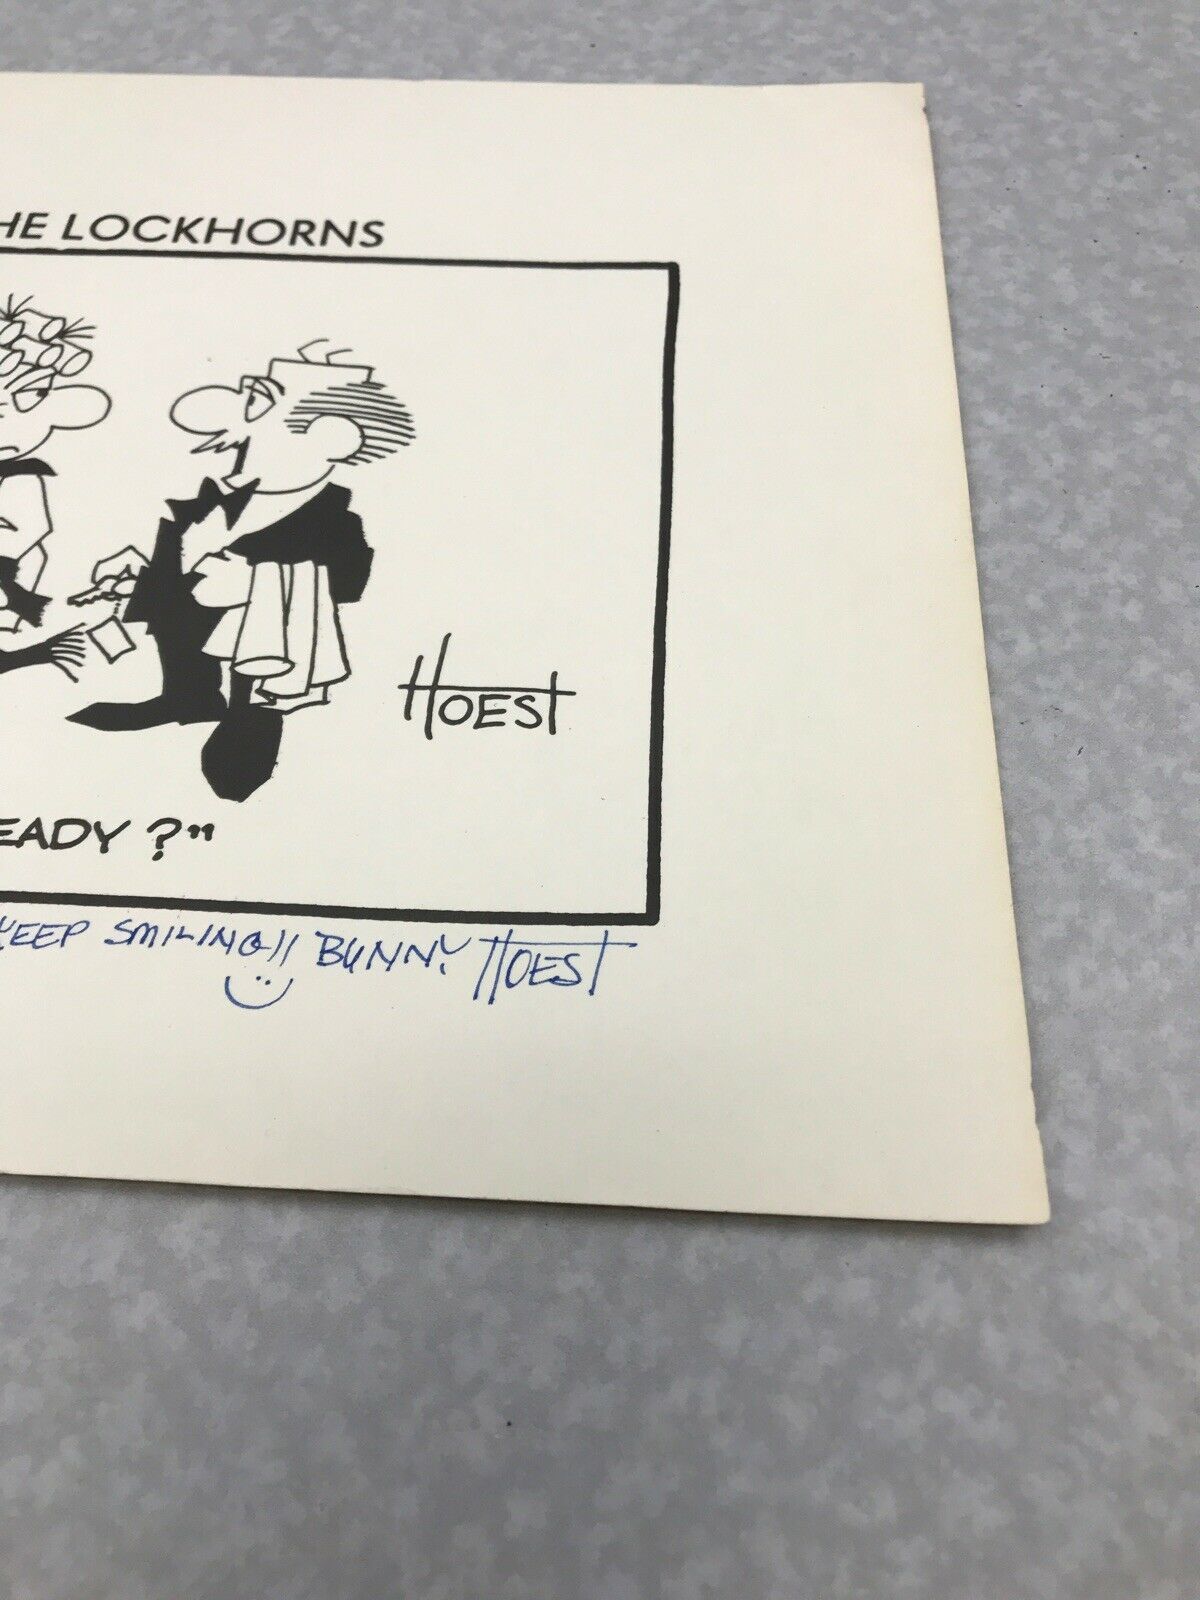 HE LOCKHORNS
HOEST
EADY?"
KEEP SMILING!! BUNNY HOEST